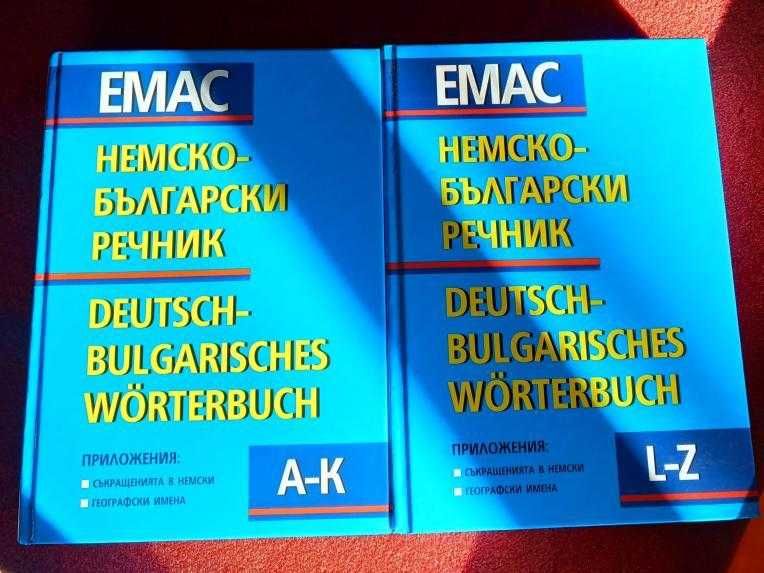 EMAC
НЕМСКО-
БЪЛГАРСКИ
РЕЧНИК
DEUTSCH-
BULGARISCHES
WÖRTERBUCH
ПРИЛОЖЕНИЯ:
СЪКРАЩЕНИЯТА В НЕМСКИ
ГЕОГРАФСКИ ИМЕНА
A-K
EMAC
НЕМСКО-
БЪЛГАРСКИ
РЕЧНИК
DEUTSCH-
BULGARISCHES
WÖRTERBUCH
ПРИЛОЖЕНИЯ:
СЪКРАЩЕНИЯТА В НЕМСКИ
ГЕОГРАФСКИ ИМЕНА
L-Z